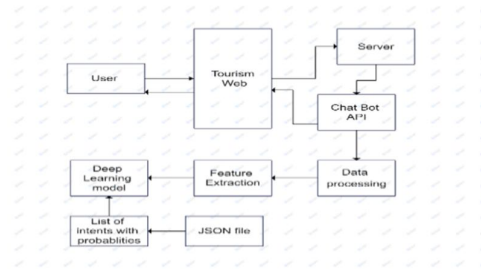 Server
User
Tourism
Web
Chat Bot
API
Deep
Learning
model
Feature
Extraction
Data
processing
List of
intents with
probablities
JSON file